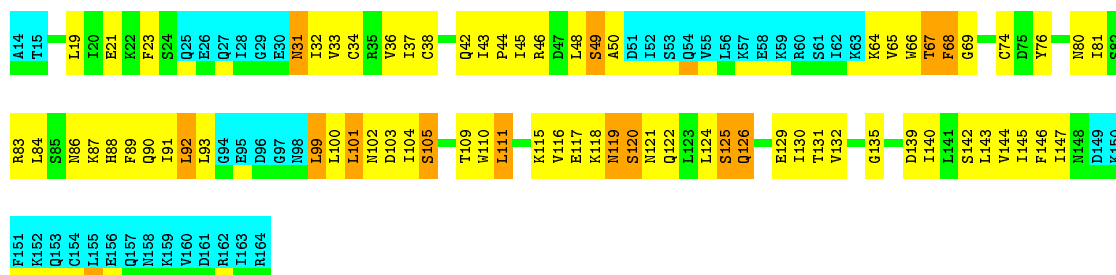 A14 T15 L19 I20 E21 K22 F23 S24 Q25 E26 Q27 I28 G29 E30 N31 I32 V33 C34 R35 V36 I37 C38 Q42 I43 P44 I45 R46 D47 L48 S49 A50 D51 I52 S53 Q54 V55 L56 K57 E58 K59 R60 S61 I62 K63 K64 V65 W66 T67 F68 G69 C74 D75 Y76 N80 I81 S82
R83 L84 S85 N86 K87 H88 F89 Q90 I91 L92 L93 G94 E95 D96 G97 N98 L99 L100 L101 N102 D103 I104 S105 T109 W110 L111 K115 V116 E117 K118 N119 S120 N121 Q122 L123 L124 S125 Q126 E129 I130 T131 V132 G135 D139 I140 L141 S142 L143 V144 I145 F146 I147 N148 D149 K150
F151 K152 Q153 C154 L155 E156 Q157 N158 K159 V160 D161 R162 I163 R164